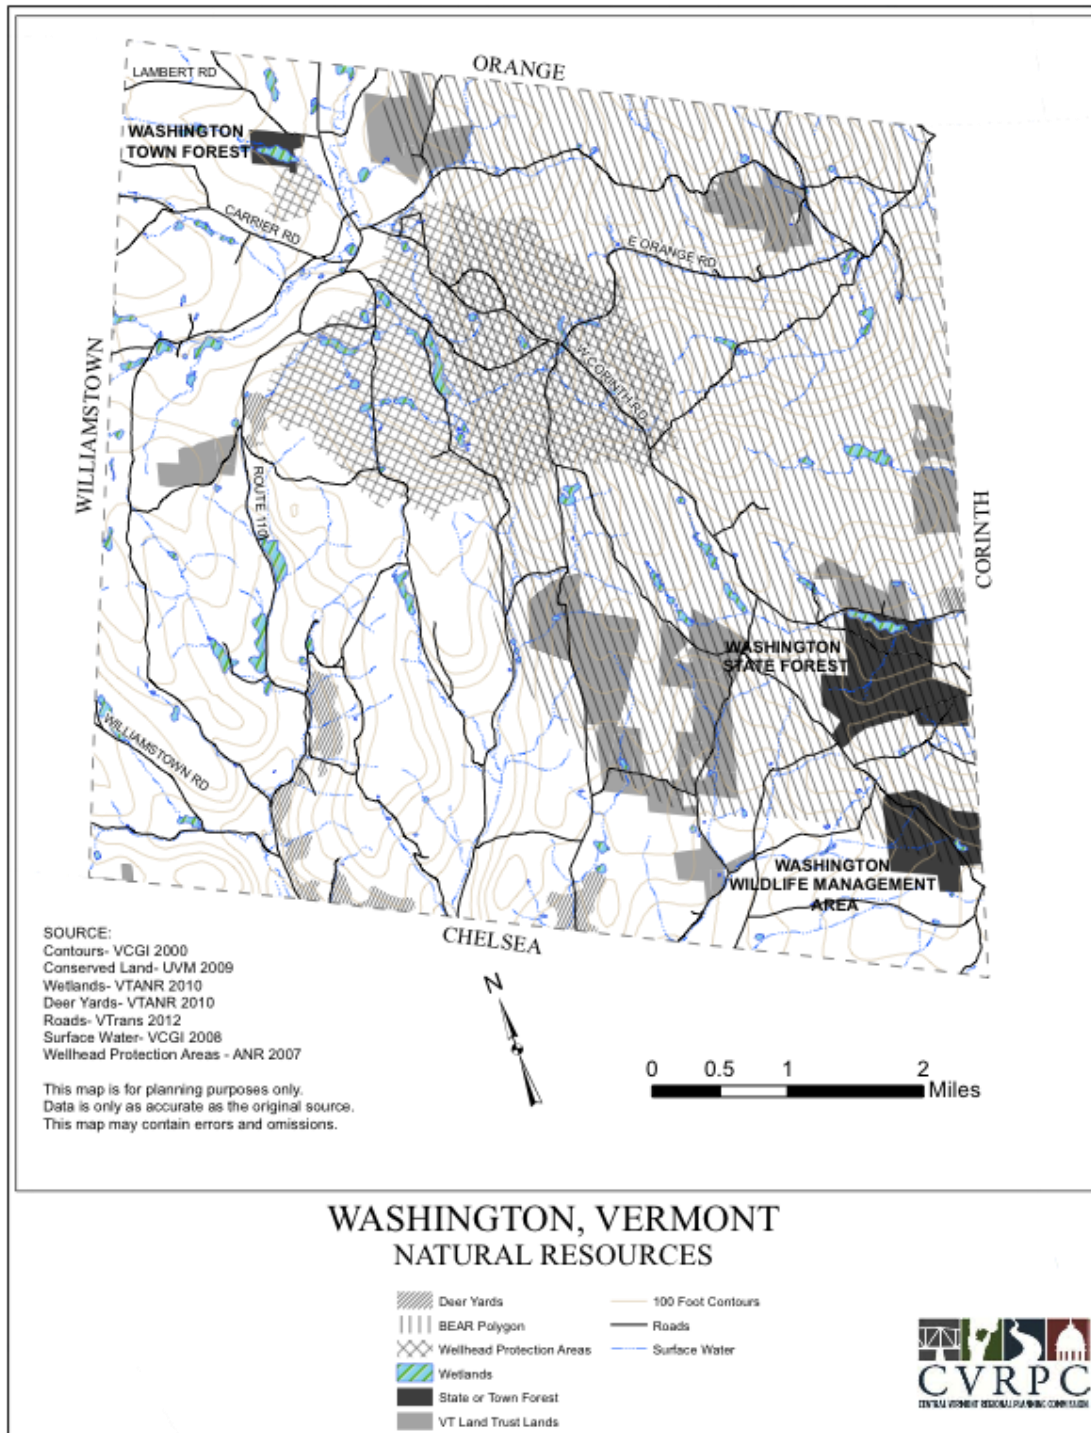 ORANGE
LAMBERT RD
WASHINGTON
TOWN FOREST
CARRIER RD
E ORANGE RD
W CORINTH RD
WILLIAMSTOWN
ROUTE 110
CORINTH
WASHINGTON
STATE FOREST
WILLIAMSTOWN RD
WASHINGTON
WILDLIFE MANAGEMENT
AREA
CHELSEA
SOURCE:
Contours- VCGI 2000
Conserved Land- UVM 2009
Wetlands- VTANR 2010
Deer Yards- VTANR 2010
Roads- VTrans 2012
Surface Water- VCGI 2008
Wellhead Protection Areas - ANR 2007
This map is for planning purposes only.
Data is only as accurate as the original source.
This map may contain errors and omissions.
N
0 0.5 1 2
Miles
WASHINGTON, VERMONT
NATURAL RESOURCES
Deer Yards
BEAR Polygon
Wellhead Protection Areas
Wetlands
State or Town Forest
VT Land Trust Lands
100 Foot Contours
Roads
Surface Water
CVRPC
CENTRAL VERMONT REGIONAL PLANNING COMMISSION